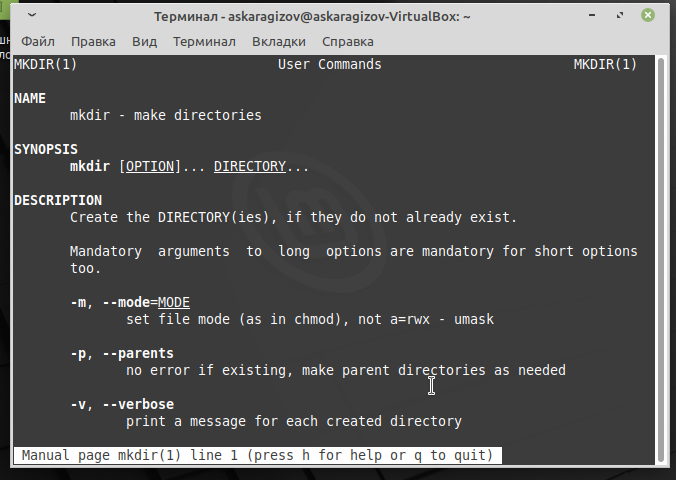 Терминал - askaragizov@askaragizov-VirtualBox: ~
Файл Правка Вид Терминал Вкладки Справка
MKDIR(1) User Commands MKDIR(1)
NAME
mkdir - make directories
SYNOPSIS
mkdir [OPTION]... DIRECTORY...
DESCRIPTION
Create the DIRECTORY(ies), if they do not already exist.
Mandatory arguments to long options are mandatory for short options
too.
-m, --mode=MODE
set file mode (as in chmod), not a=rwx - umask
-p, --parents
no error if existing, make parent directories as needed
-v, --verbose
print a message for each created directory
Manual page mkdir(1) line 1 (press h for help or q to quit)